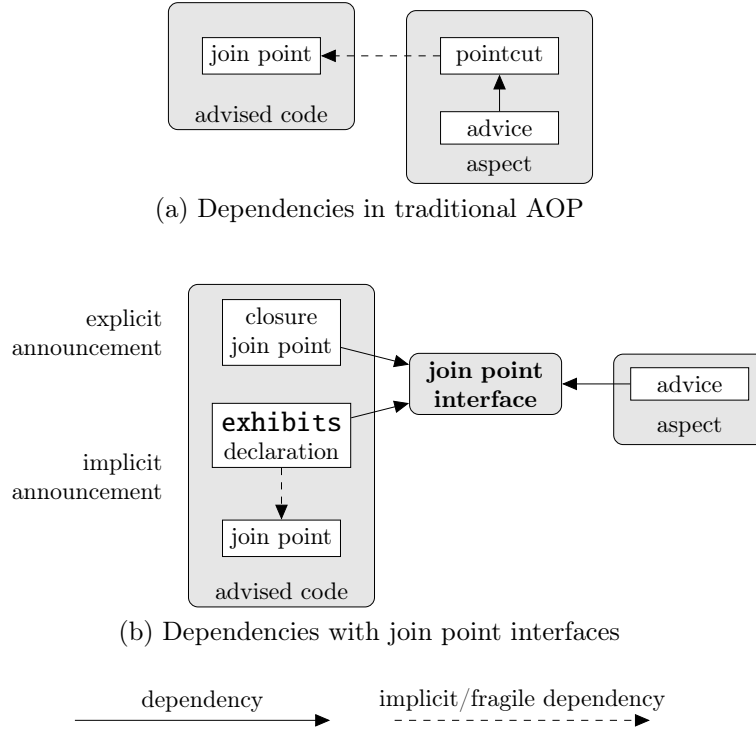 join point
pointcut
advised code
advice
aspect
(a) Dependencies in traditional AOP
explicit
announcement
closure
join point
join point
interface
advice
aspect
exhibits
declaration
implicit
announcement
join point
advised code
(b) Dependencies with join point interfaces
dependency
implicit/fragile dependency